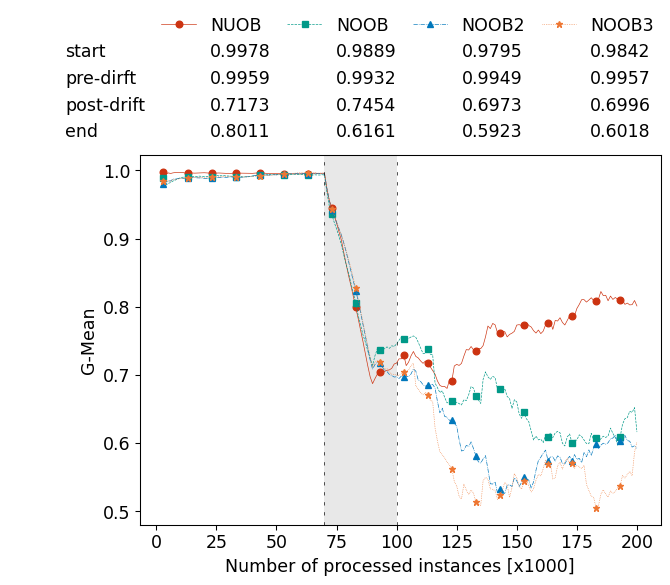 NUOB NOOB NOOB2 NOOB3
start 0.9978 0.9889 0.9795 0.9842
pre-dirft 0.9959 0.9932 0.9949 0.9957
post-drift 0.7173 0.7454 0.6973 0.6996
end 0.8011 0.6161 0.5923 0.6018
1.0
0.9
0.8
0.7
0.6
0.5
G-Mean
0 25 50 75 100 125 150 175 200
Number of processed instances [x1000]